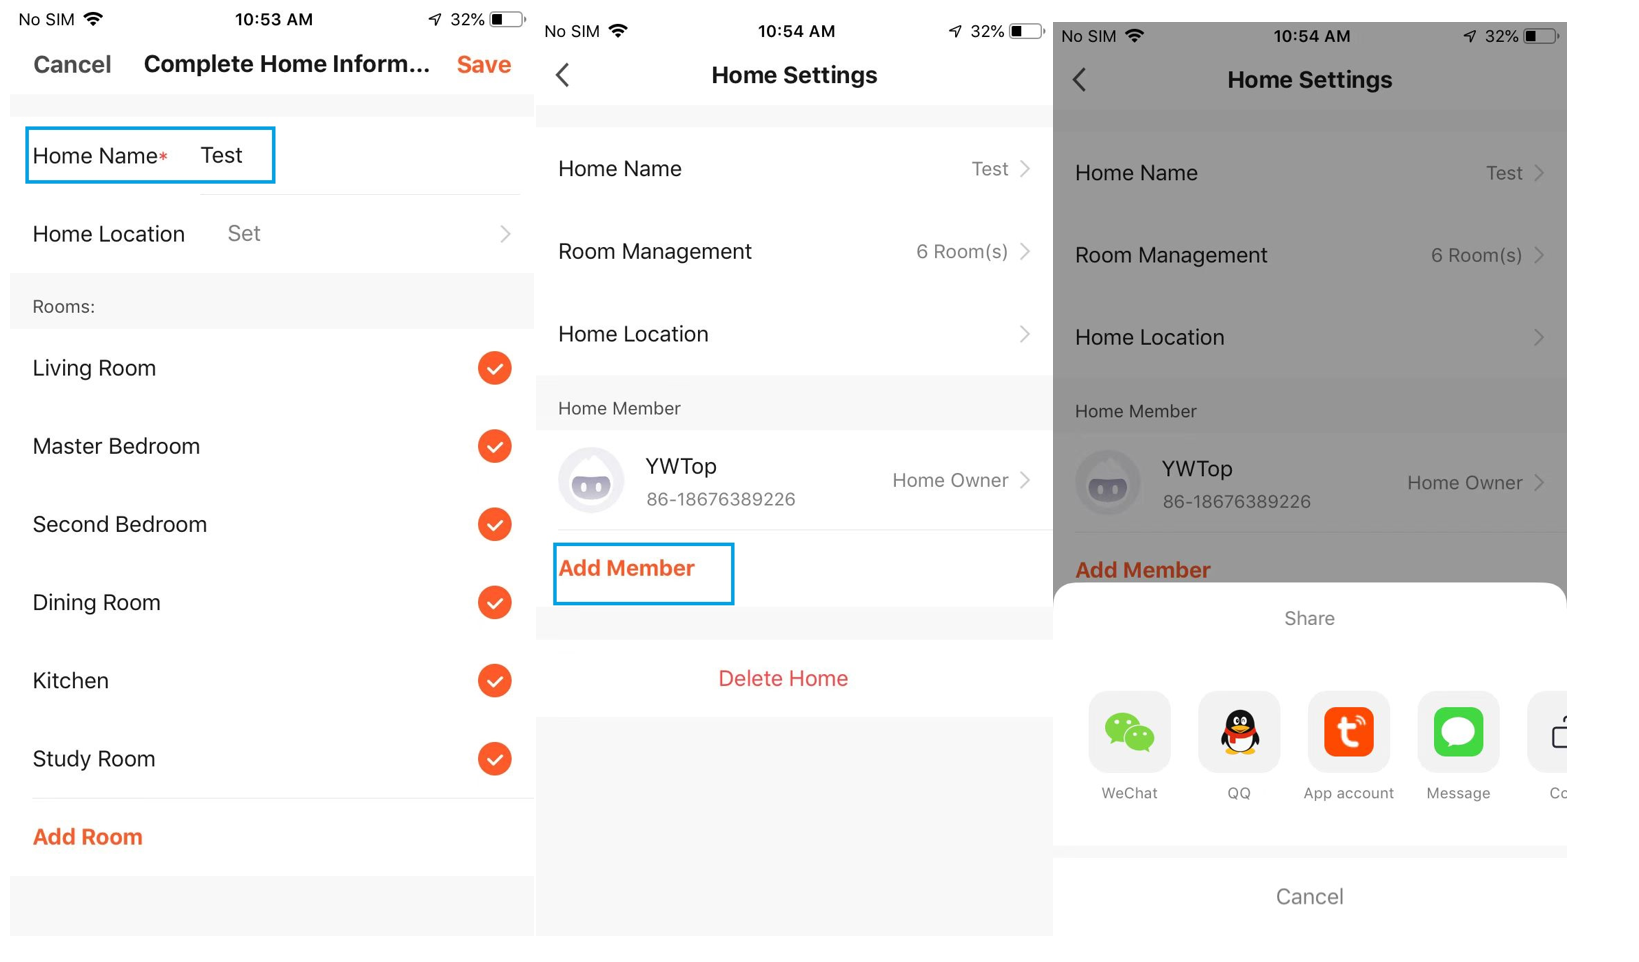 No SIM 10:53 AM 32%
Cancel Complete Home Inform... Save
Home Name* Test
Home Location Set
Rooms:
Living Room
Master Bedroom
Second Bedroom
Dining Room
Kitchen
Study Room
Add Room
No SIM 10:54 AM 32%
Home Settings
Home Name Test
Room Management 6 Room(s)
Home Location
Home Member
YWTop
86-18676389226
Home Owner
Add Member
Delete Home
No SIM 10:54 AM 32%
Home Settings
Home Name Test
Room Management 6 Room(s)
Home Location
Home Member
YWTop
86-18676389226
Home Owner
Add Member
Share
WeChat QQ App account Message Co
Cancel